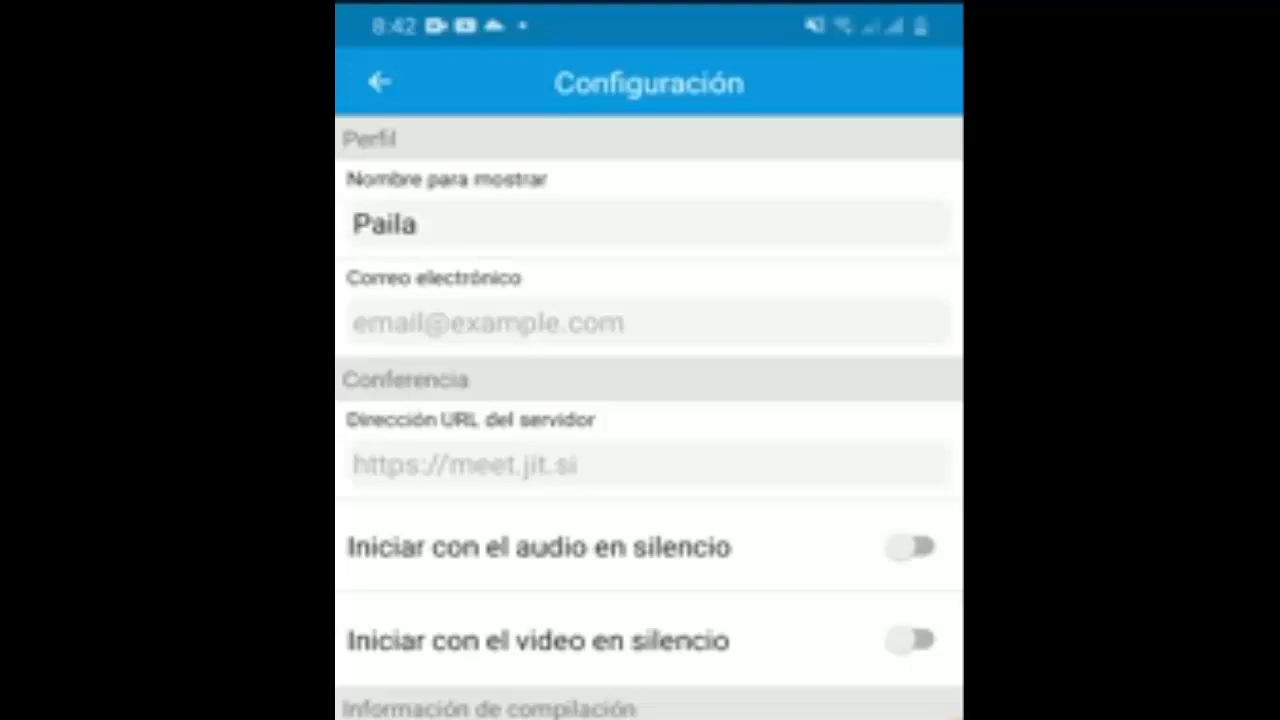 8:42
Configuración
Perfil
Nombre para mostrar
Paila
Correo electrónico
email@example.com
Conferencia
Dirección URL del servidor
https://meet.jit.si
Iniciar con el audio en silencio
Iniciar con el video en silencio
Información de compilación